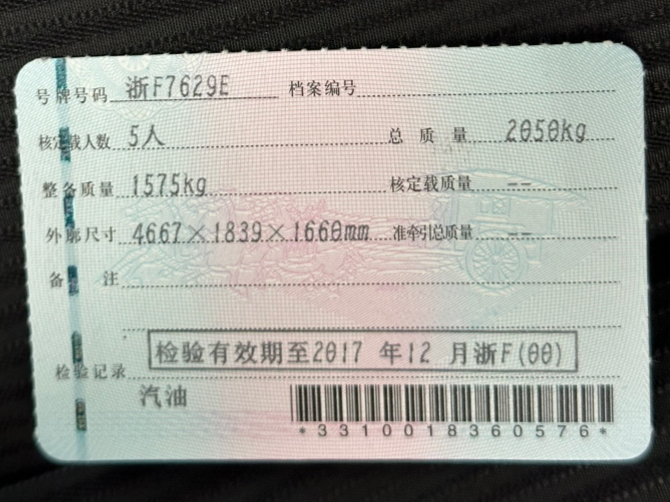 号牌号码 浙F7629E 档案编号
核定载人数 5人 总质量 2050kg
整备质量 1575kg 核定载质量 --
外廓尺寸 4667×1839×1660mm 准牵引总质量 --
备注
检验有效期至2017 年12 月浙F(00)
检验记录
汽油
*3310018360576*